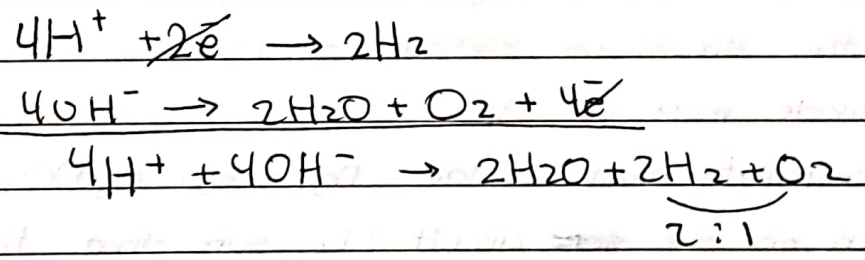 4H⁺ + 2e⁻ → 2H₂
4OH⁻ → 2H₂O + O₂ + 4e⁻
4H⁺ + 4OH⁻ → 2H₂O + 2H₂ + O₂
2 : 1